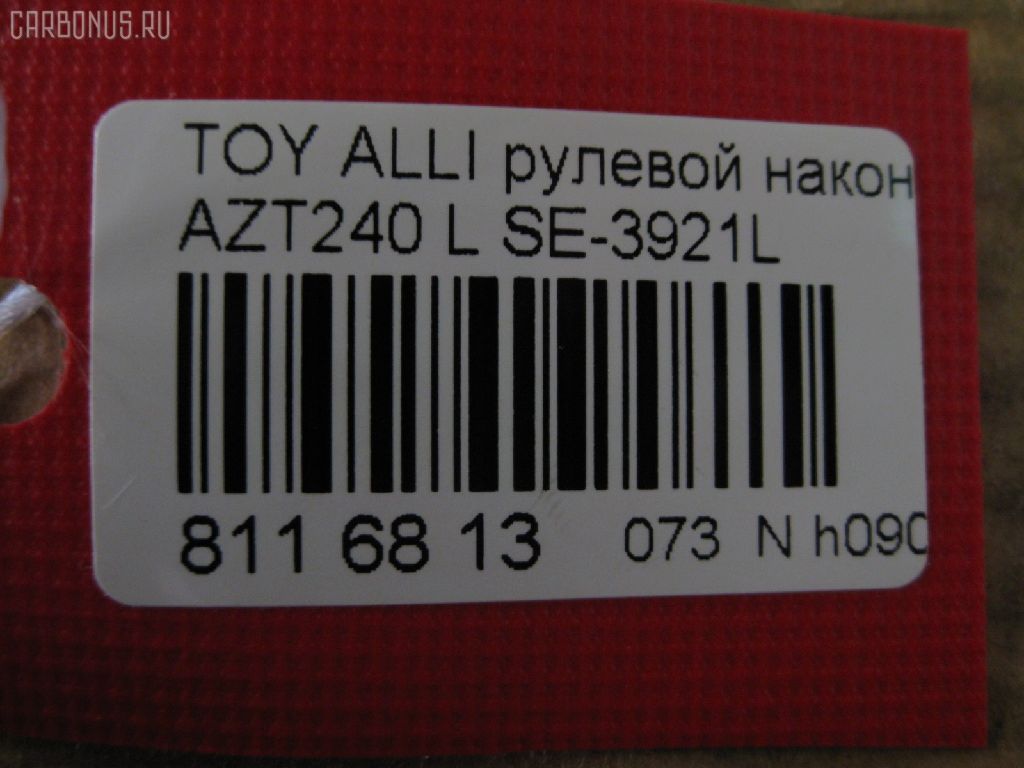 CARBONUS.RU
TOY ALLI рулевой након
AZT240 L SE-3921L
811 68 13 073 N h090